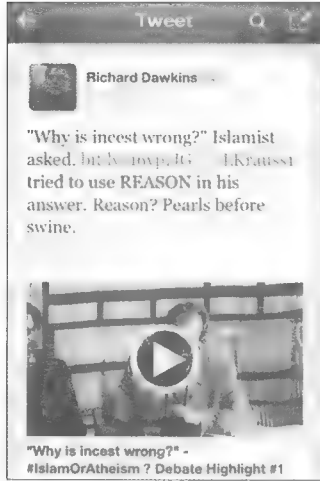 Tweet
Richard Dawkins
"Why is incest wrong?" Islamist
asked.
tried to use REASON in his
answer. Reason? Pearls before
swine.
"Why is incest wrong?" -
#IslamOrAtheism ? Debate Highlight #1